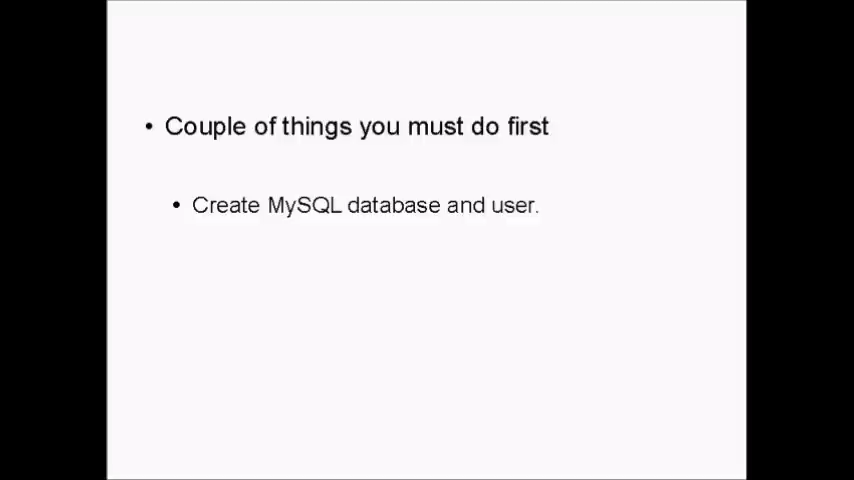 • Couple of things you must do first
• Create MySQL database and user.